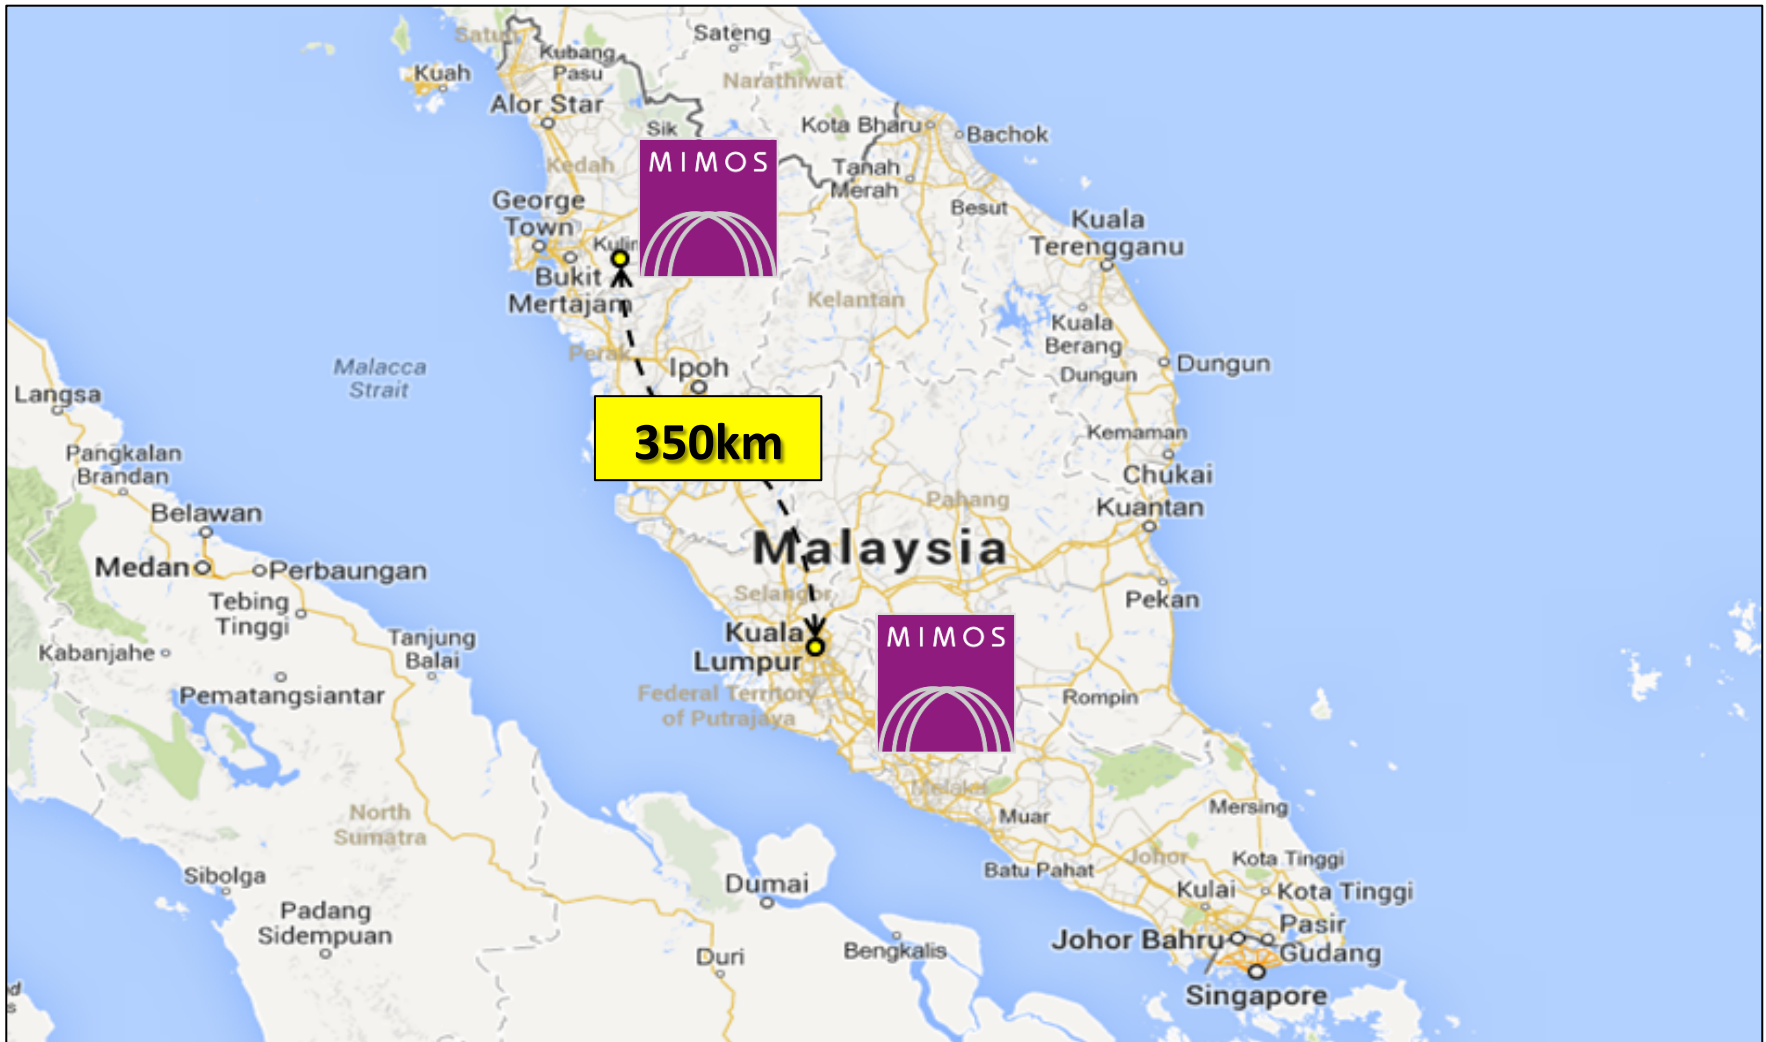 Satun
Sateng
Kubang
Pasu
Kuah
Narathiwat
Alor Star
Sik
Kota Bharu
Bachok
MIMOS
Kedah
Tanah
Merah
George
Town
Besut
Kuala
Terengganu
Bukit
Mertajam
Kelantan
Kuala
Berang
Perak
Ipoh
Dungun
Dungun
Malacca
Strait
Langsa
350km
Kemaman
Chukai
Pangkalan
Brandan
Pahang
Kuantan
Belawan
Malaysia
Medan
Perbaungan
Selangor
Pekan
Tebing
Tinggi
Tanjung
Balai
Kuala
Lumpur
MIMOS
Kabanjahe
Pematangsiantar
Federal Territory
of Putrajaya
Rompin
Melaka
Muar
Mersing
North
Sumatra
Batu Pahat
Johor
Kota Tinggi
Sibolga
Dumai
Kulai
Kota Tinggi
Padang
Sidempuan
Pasir
Gudang
Johor Bahru
Duri
Bengkalis
Singapore